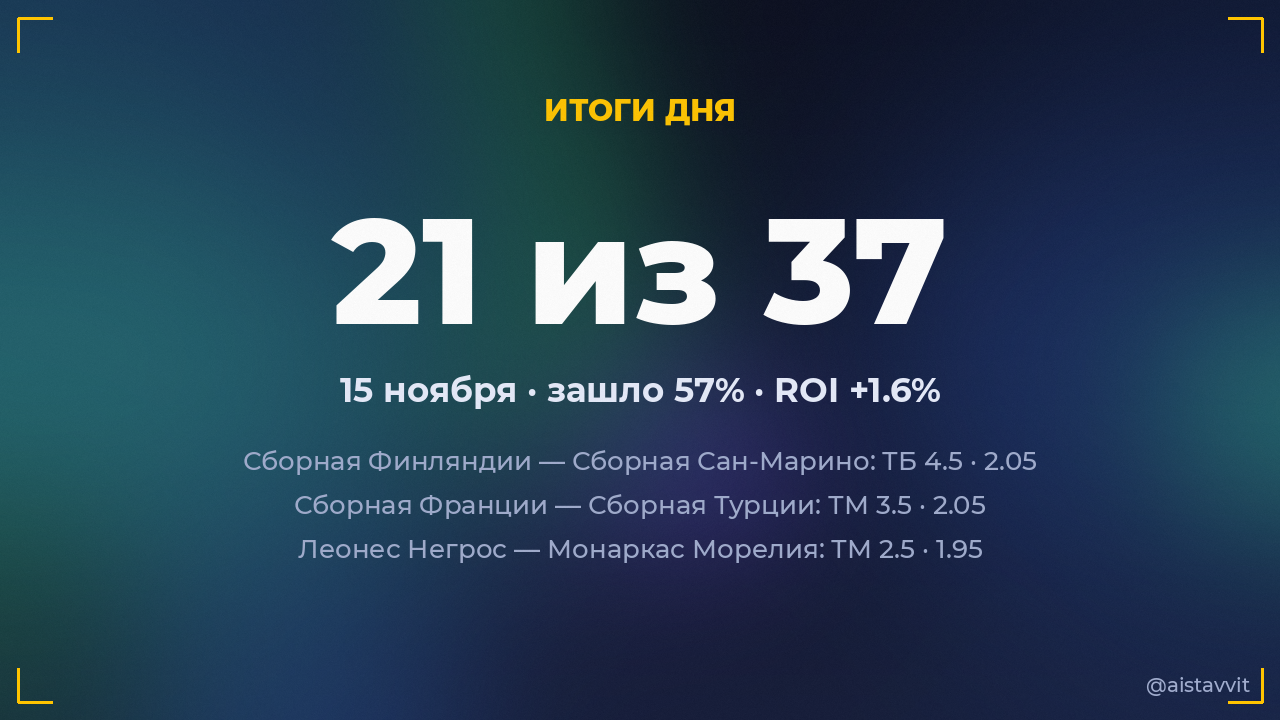 ИТОГИ ДНЯ
21 из 37
15 ноября · зашло 57% · ROI +1.6%
Сборная Финляндии — Сборная Сан-Марино: ТБ 4.5 · 2.05
Сборная Франции — Сборная Турции: ТМ 3.5 · 2.05
Леонес Негрос — Монаркас Морелия: ТМ 2.5 · 1.95
@aistavvit